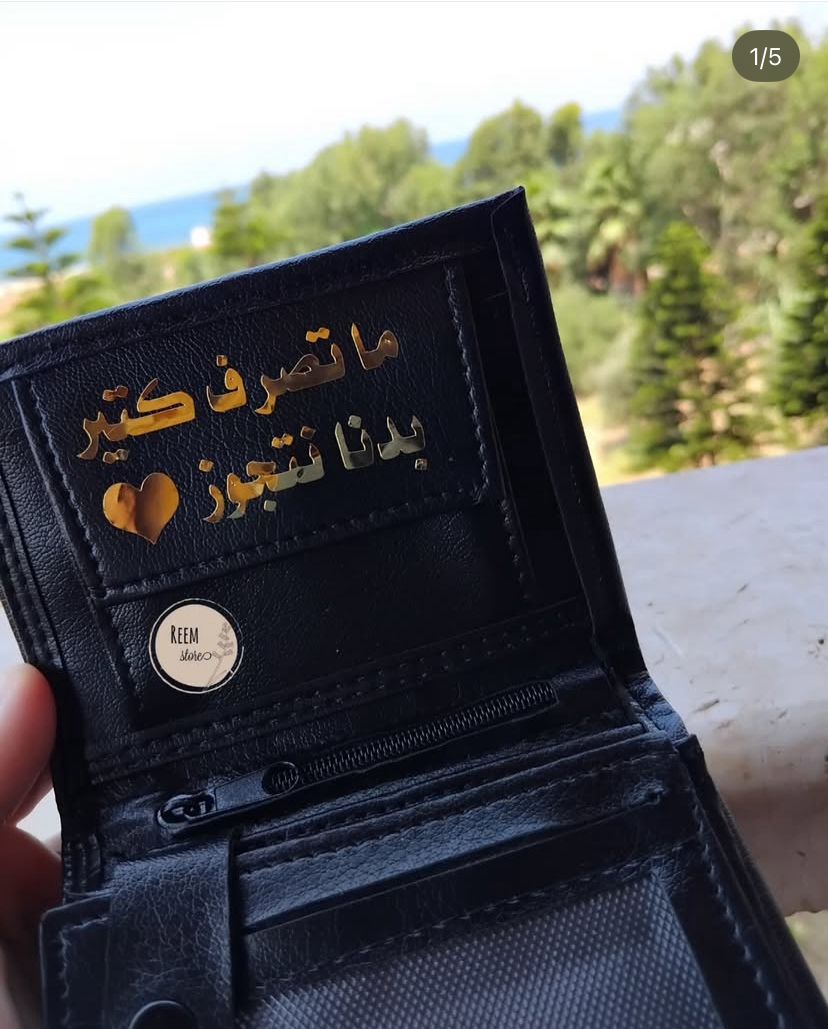 1/5
ما تصرف كتير
بدنا نتجوز
REEM
store